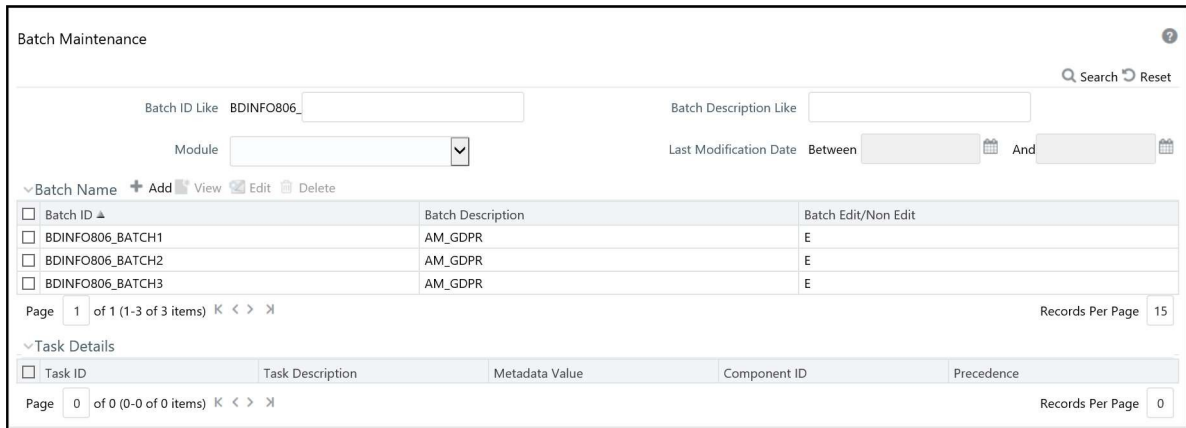 Batch Maintenance
Search Reset
Batch ID Like BDINFO806_ Batch Description Like
Module Last Modification Date Between And
Batch Name Add View Edit Delete
Batch ID Batch Description Batch Edit/Non Edit
BDINFO806_BATCH1 AM_GDPR E
BDINFO806_BATCH2 AM_GDPR E
BDINFO806_BATCH3 AM_GDPR E
Page 1 of 1 (1-3 of 3 items) Records Per Page 15
Task Details
Task ID Task Description Metadata Value Component ID Precedence
Page 0 of 0 (0-0 of 0 items) Records Per Page 0